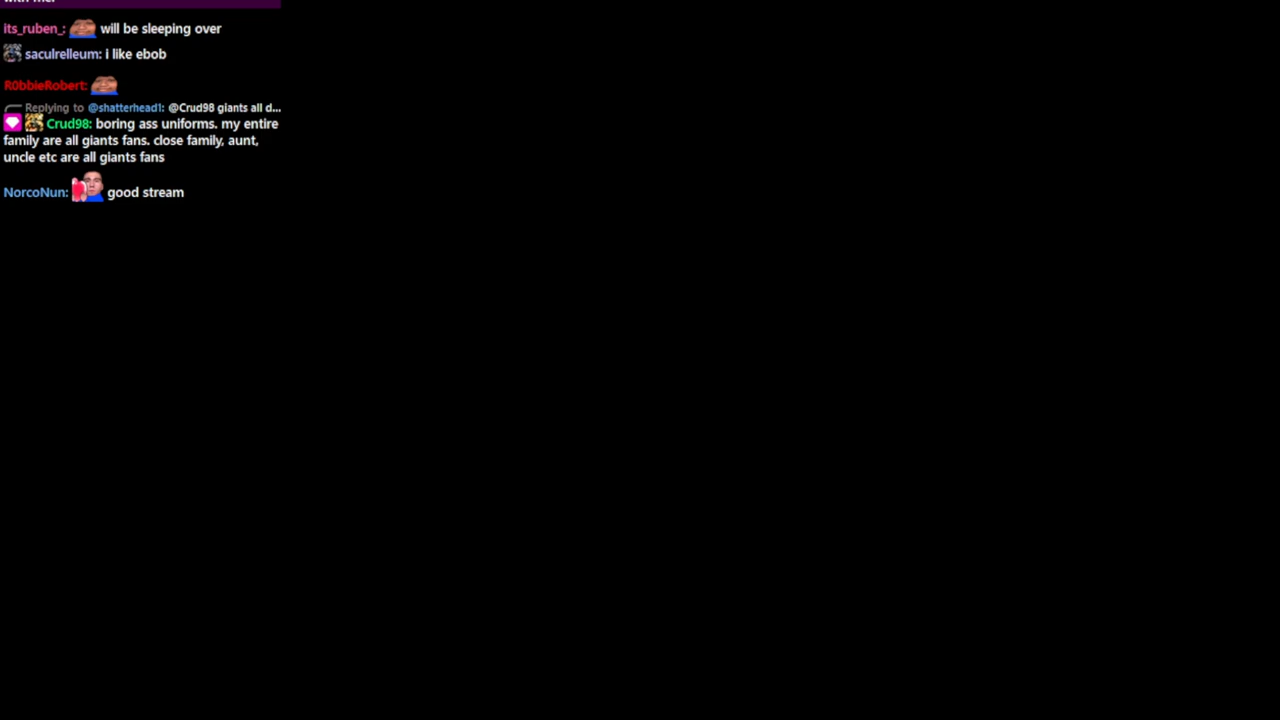 with me!
its_ruben_: will be sleeping over
saculrelleum: i like ebob
R0bbieRobert:
Replying to @shatterhead1: @Crud98 giants all d...
Crud98: boring ass uniforms. my entire
family are all giants fans. close family, aunt,
uncle etc are all giants fans
NorcoNun: good stream